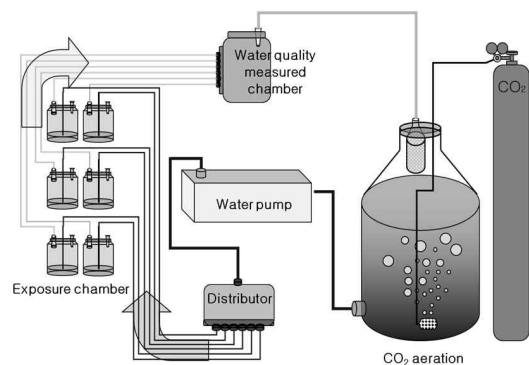 Water quality
measured
chamber
CO₂
Water pump
Exposure chamber
Distributor
CO₂ aeration